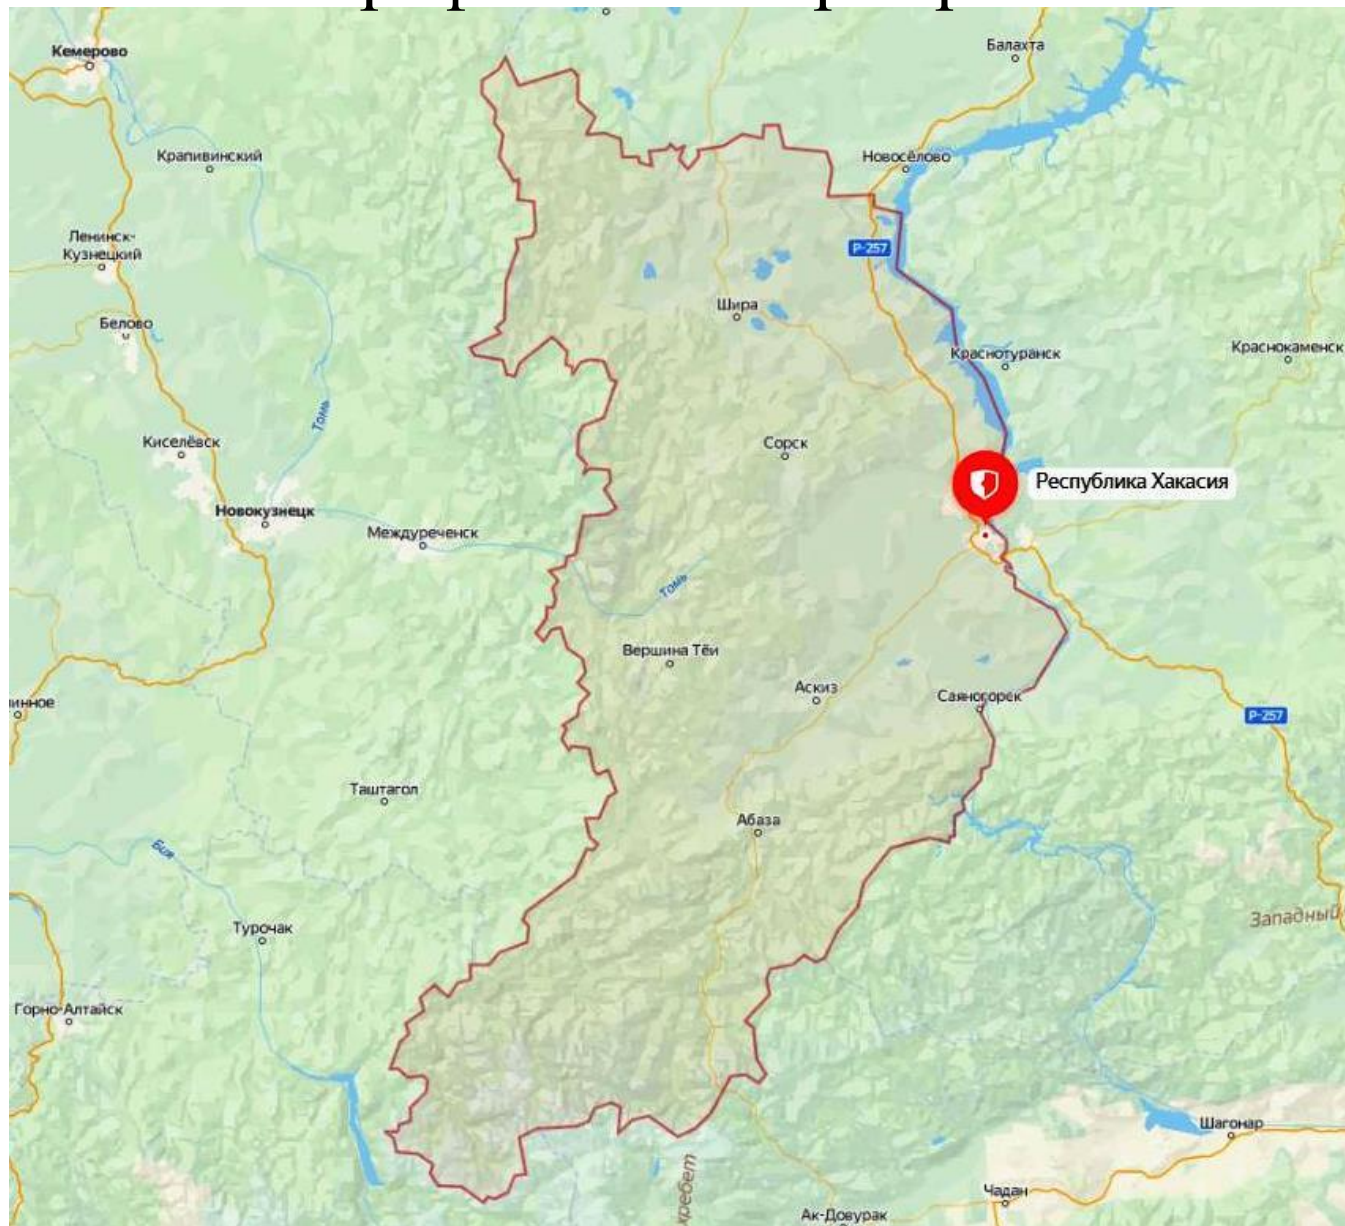 Кемерово
Балахта
Крапивинский
Новосёлово
Ленинск-
Кузнецкий
Р-257
Шира
Белово
Краснотуранск
Краснокаменск
Томь
Киселёвск
Сорск
Республика Хакасия
Новокузнецк
Междуреченск
Томь
Вершина Тёи
Аскиз
Саяногорск
Р-257
Таштагол
Абаза
Бия
Западный
Турочак
Горно-Алтайск
Шагонар
хребет
Чадан
Ак-Довурак